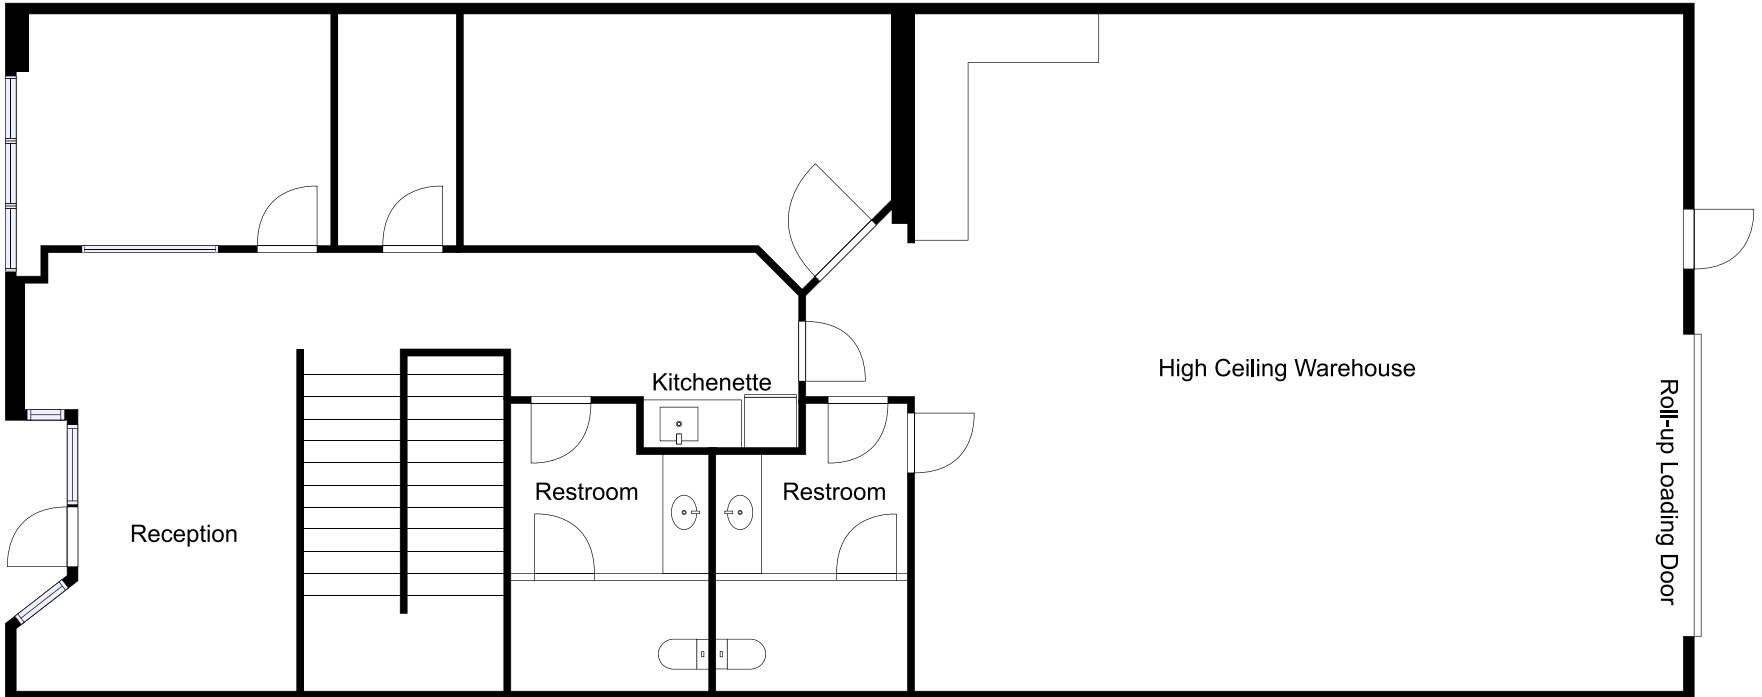 High Ceiling Warehouse
Kitchenette
Roll-up Loading Door
Restroom
Restroom
Reception